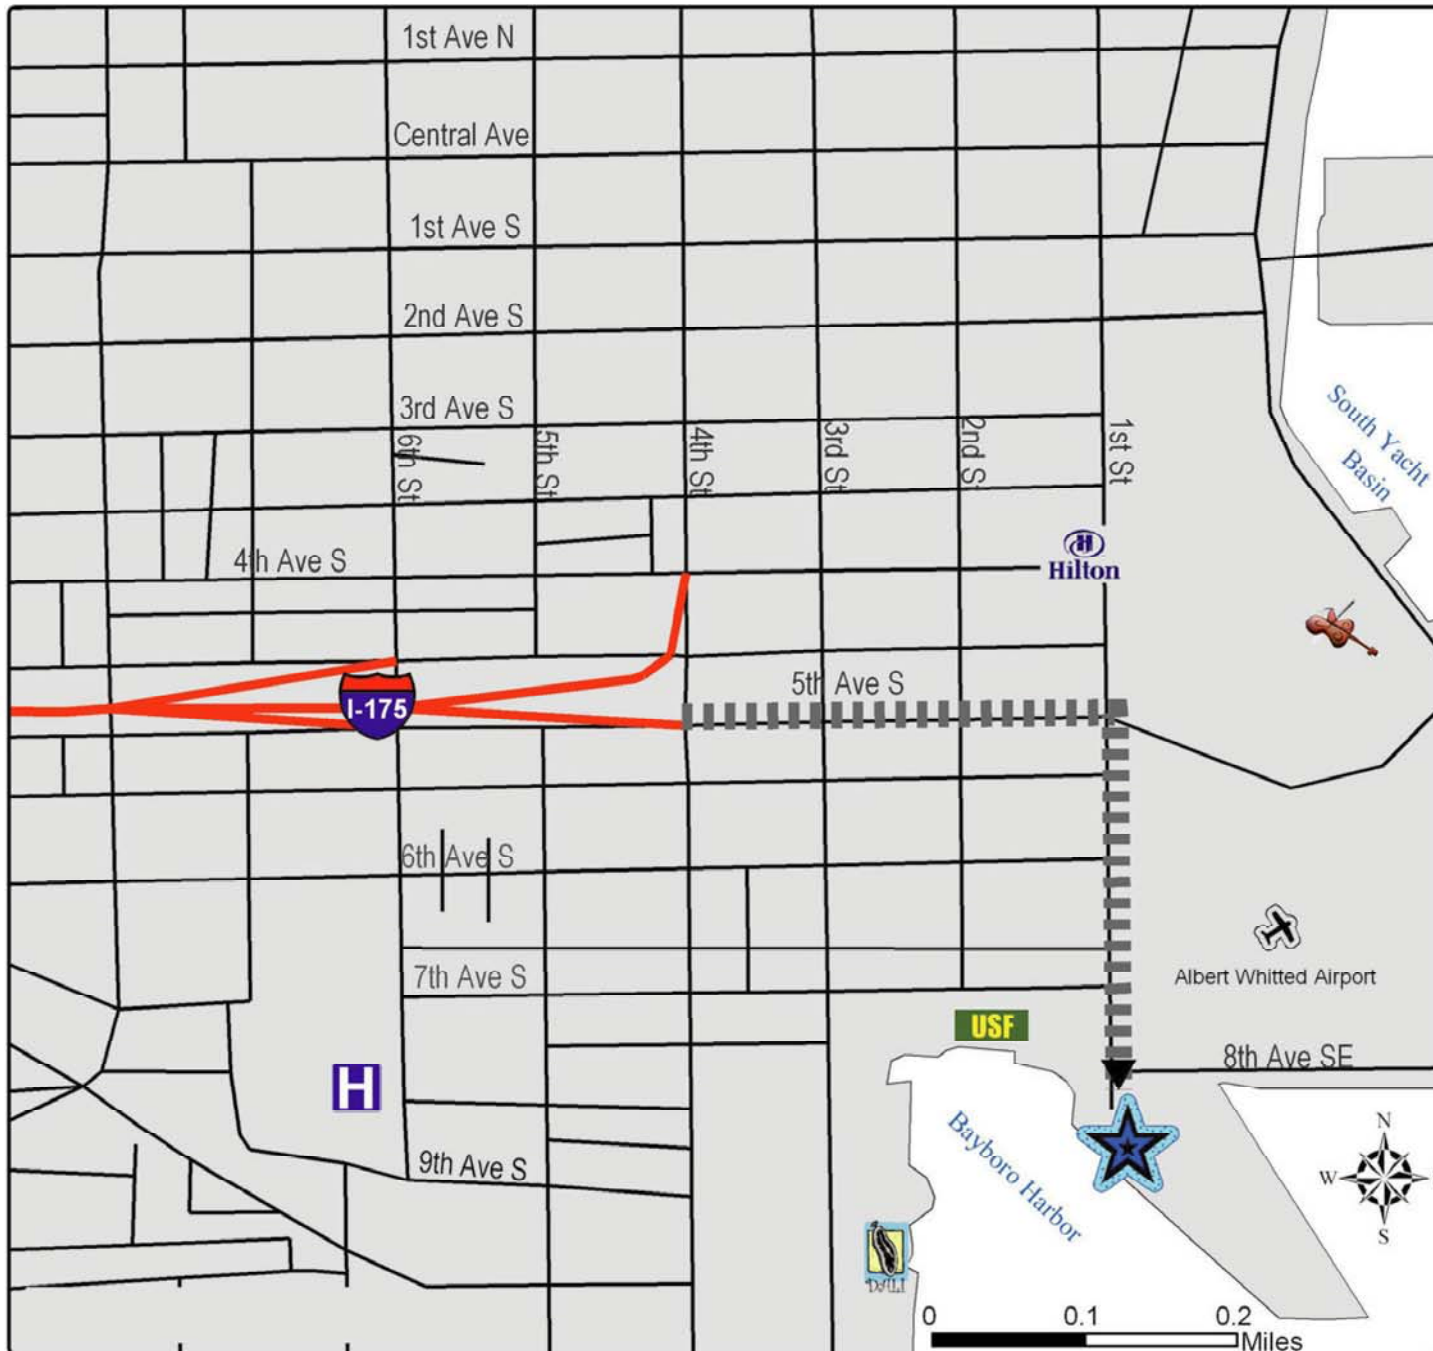 1st Ave N
Central Ave
1st Ave S
2nd Ave S
3rd Ave S
6th St
5th St
4th St
3rd St
2nd S
1st St
South Yacht
Basin
4th Ave S
H
Hilton
5th Ave S
I-175
6th Ave S
7th Ave S
Albert Whitted Airport
USF
8th Ave SE
H
Bayboro Harbor
9th Ave S
N
W
S
DALI
0 0.1 0.2
Miles